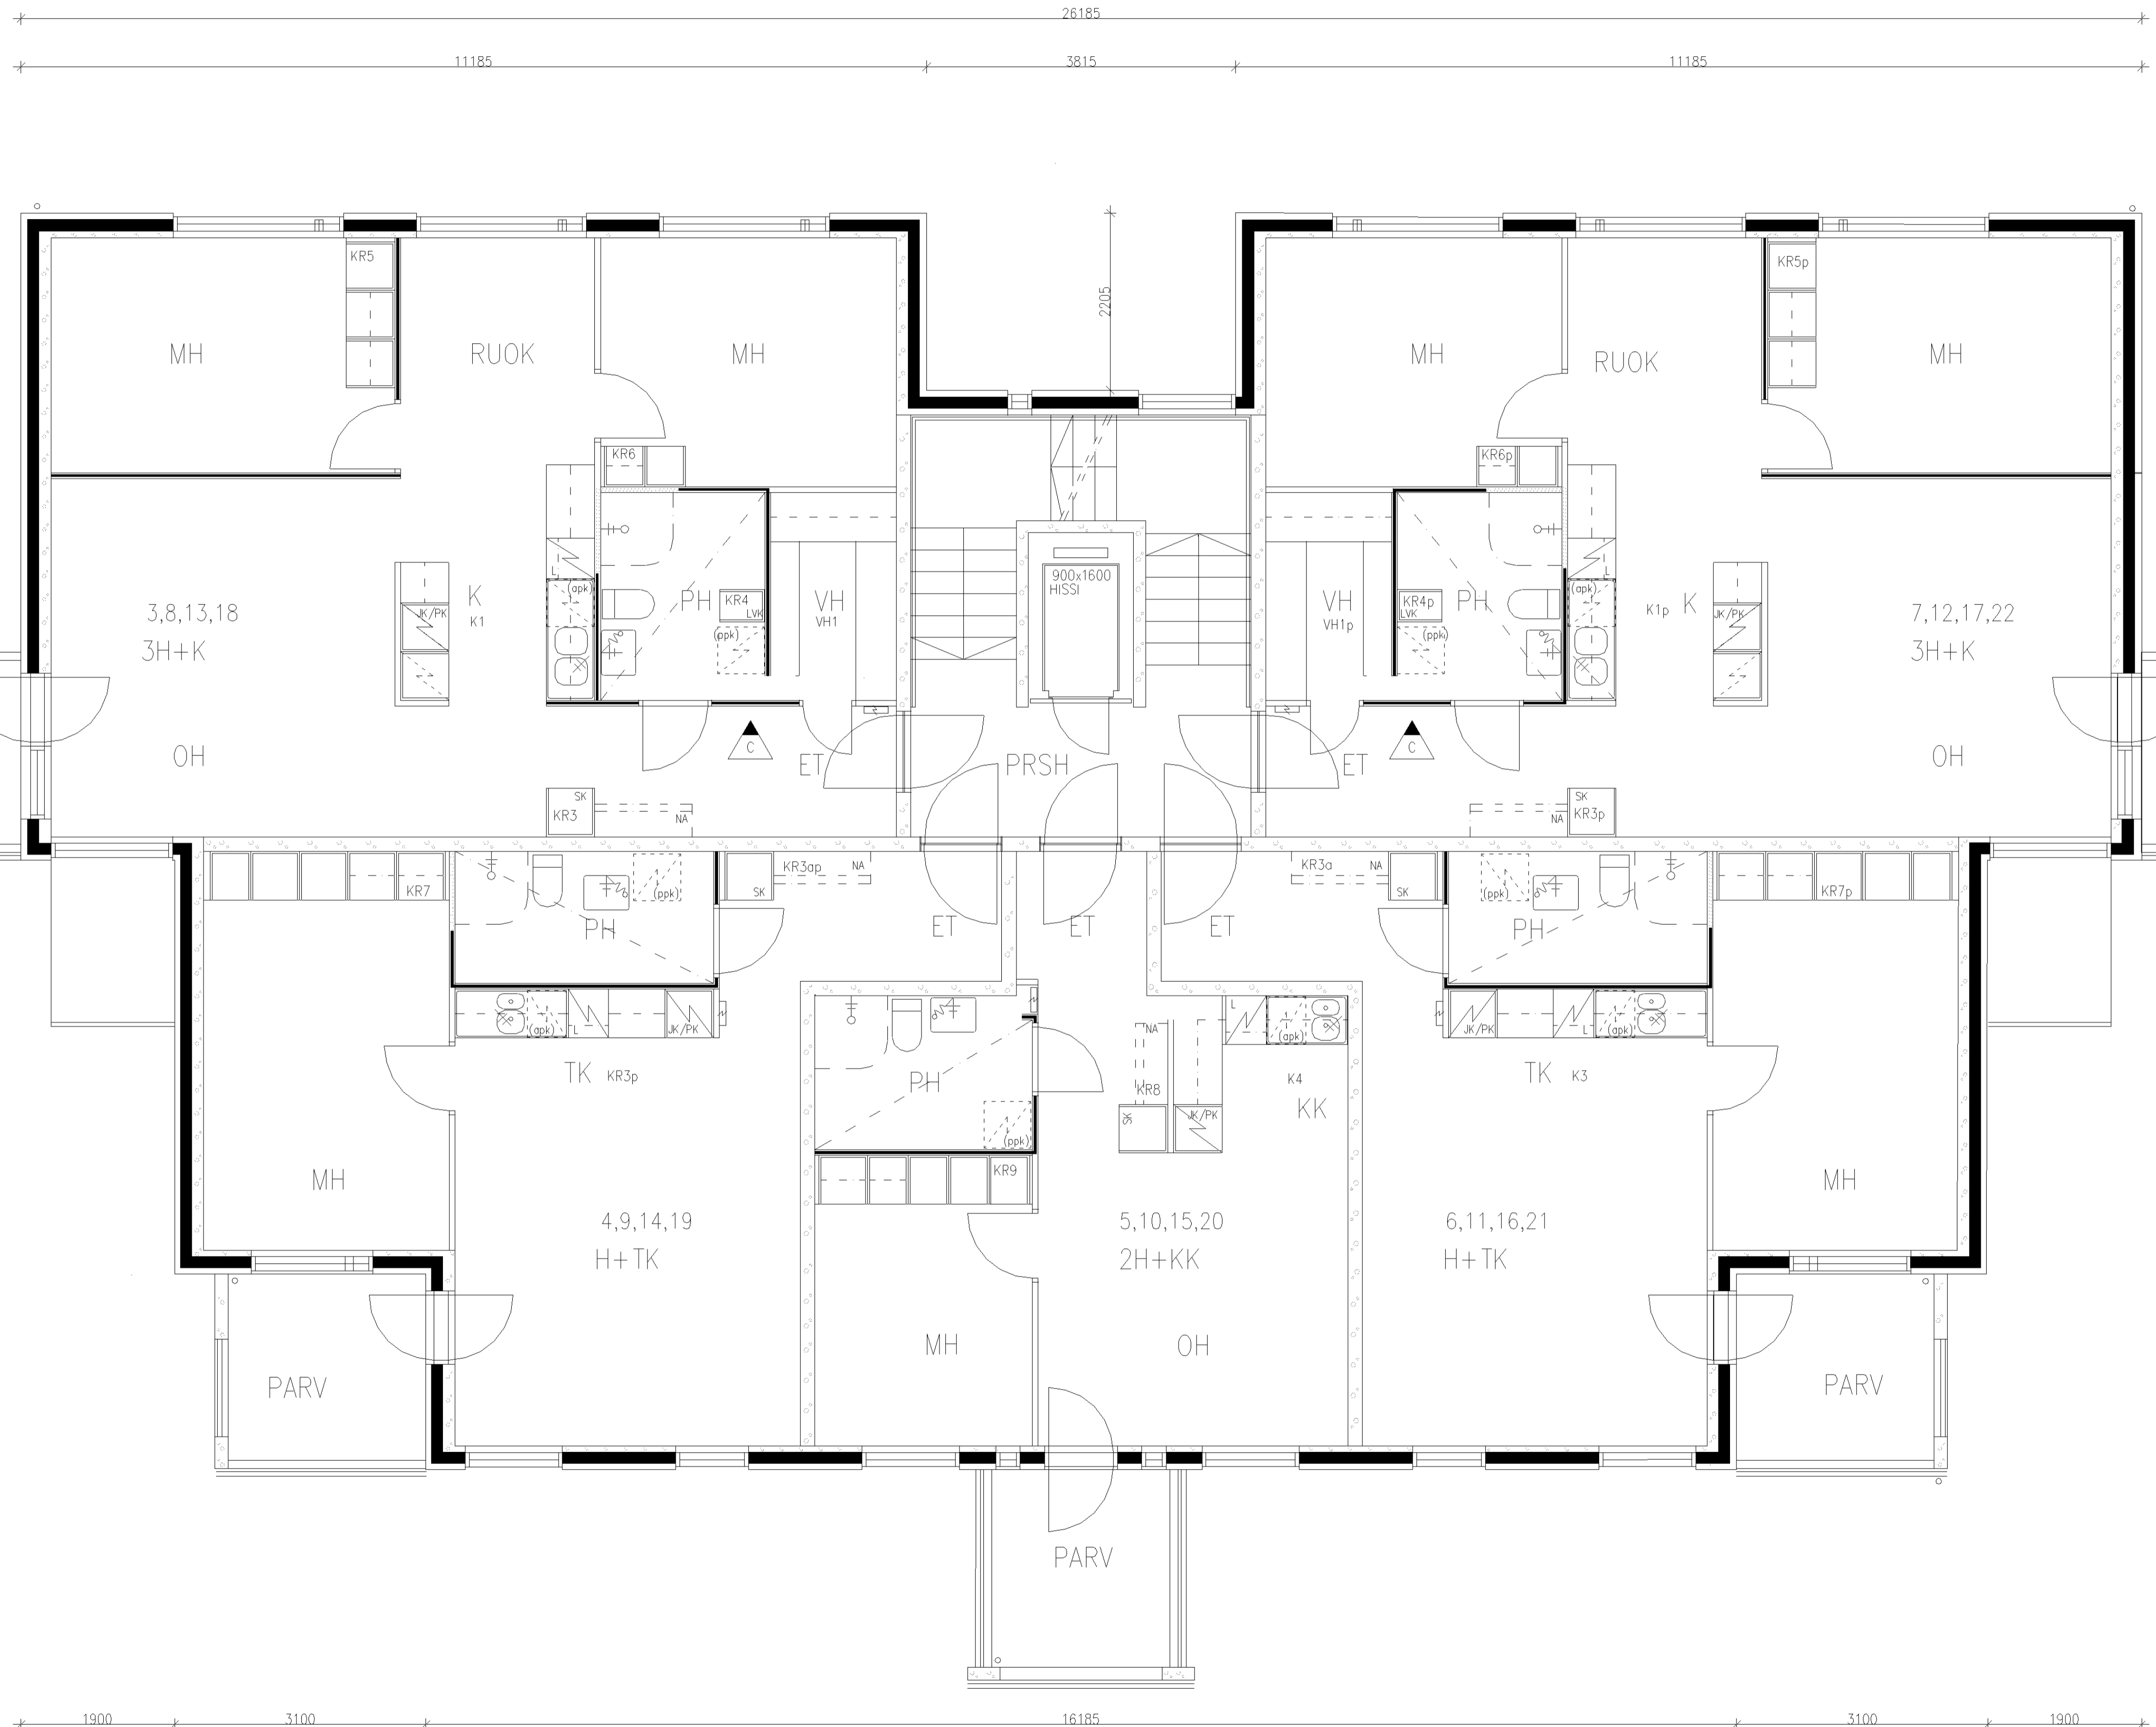 26185
11185 3815 11185
2205
KR5 KR5p
MH RUOK MH MH RUOK MH
KR6 KR6p
900x1600
HISSI
L (apk) (apk) L
K PH KR4 VH VH KR4p PH K
K1 LVK VH1 VH1p LVK K1p
JK/PK JK/PK
3,8,13,18 7,12,17,22
3H+K 3H+K
(ppk) (ppk)
C C
OH ET PRSH ET OH
SK SK
KR3 NA NA KR3p
KR3ap NA KR3a NA
KR7 (ppk) SK SK (ppk) KR7p
PH ET ET ET PH
(apk) L JK/PK NA L (apk) JK/PK L (apk)
TK KR3p PH KR8 K4 TK K3
SK JK/PK KK
(ppk)
MH KR9 MH
4,9,14,19 5,10,15,20 6,11,16,21
H+TK 2H+KK H+TK
MH OH
PARV PARV
PARV
1900 3100 16185 3100 1900